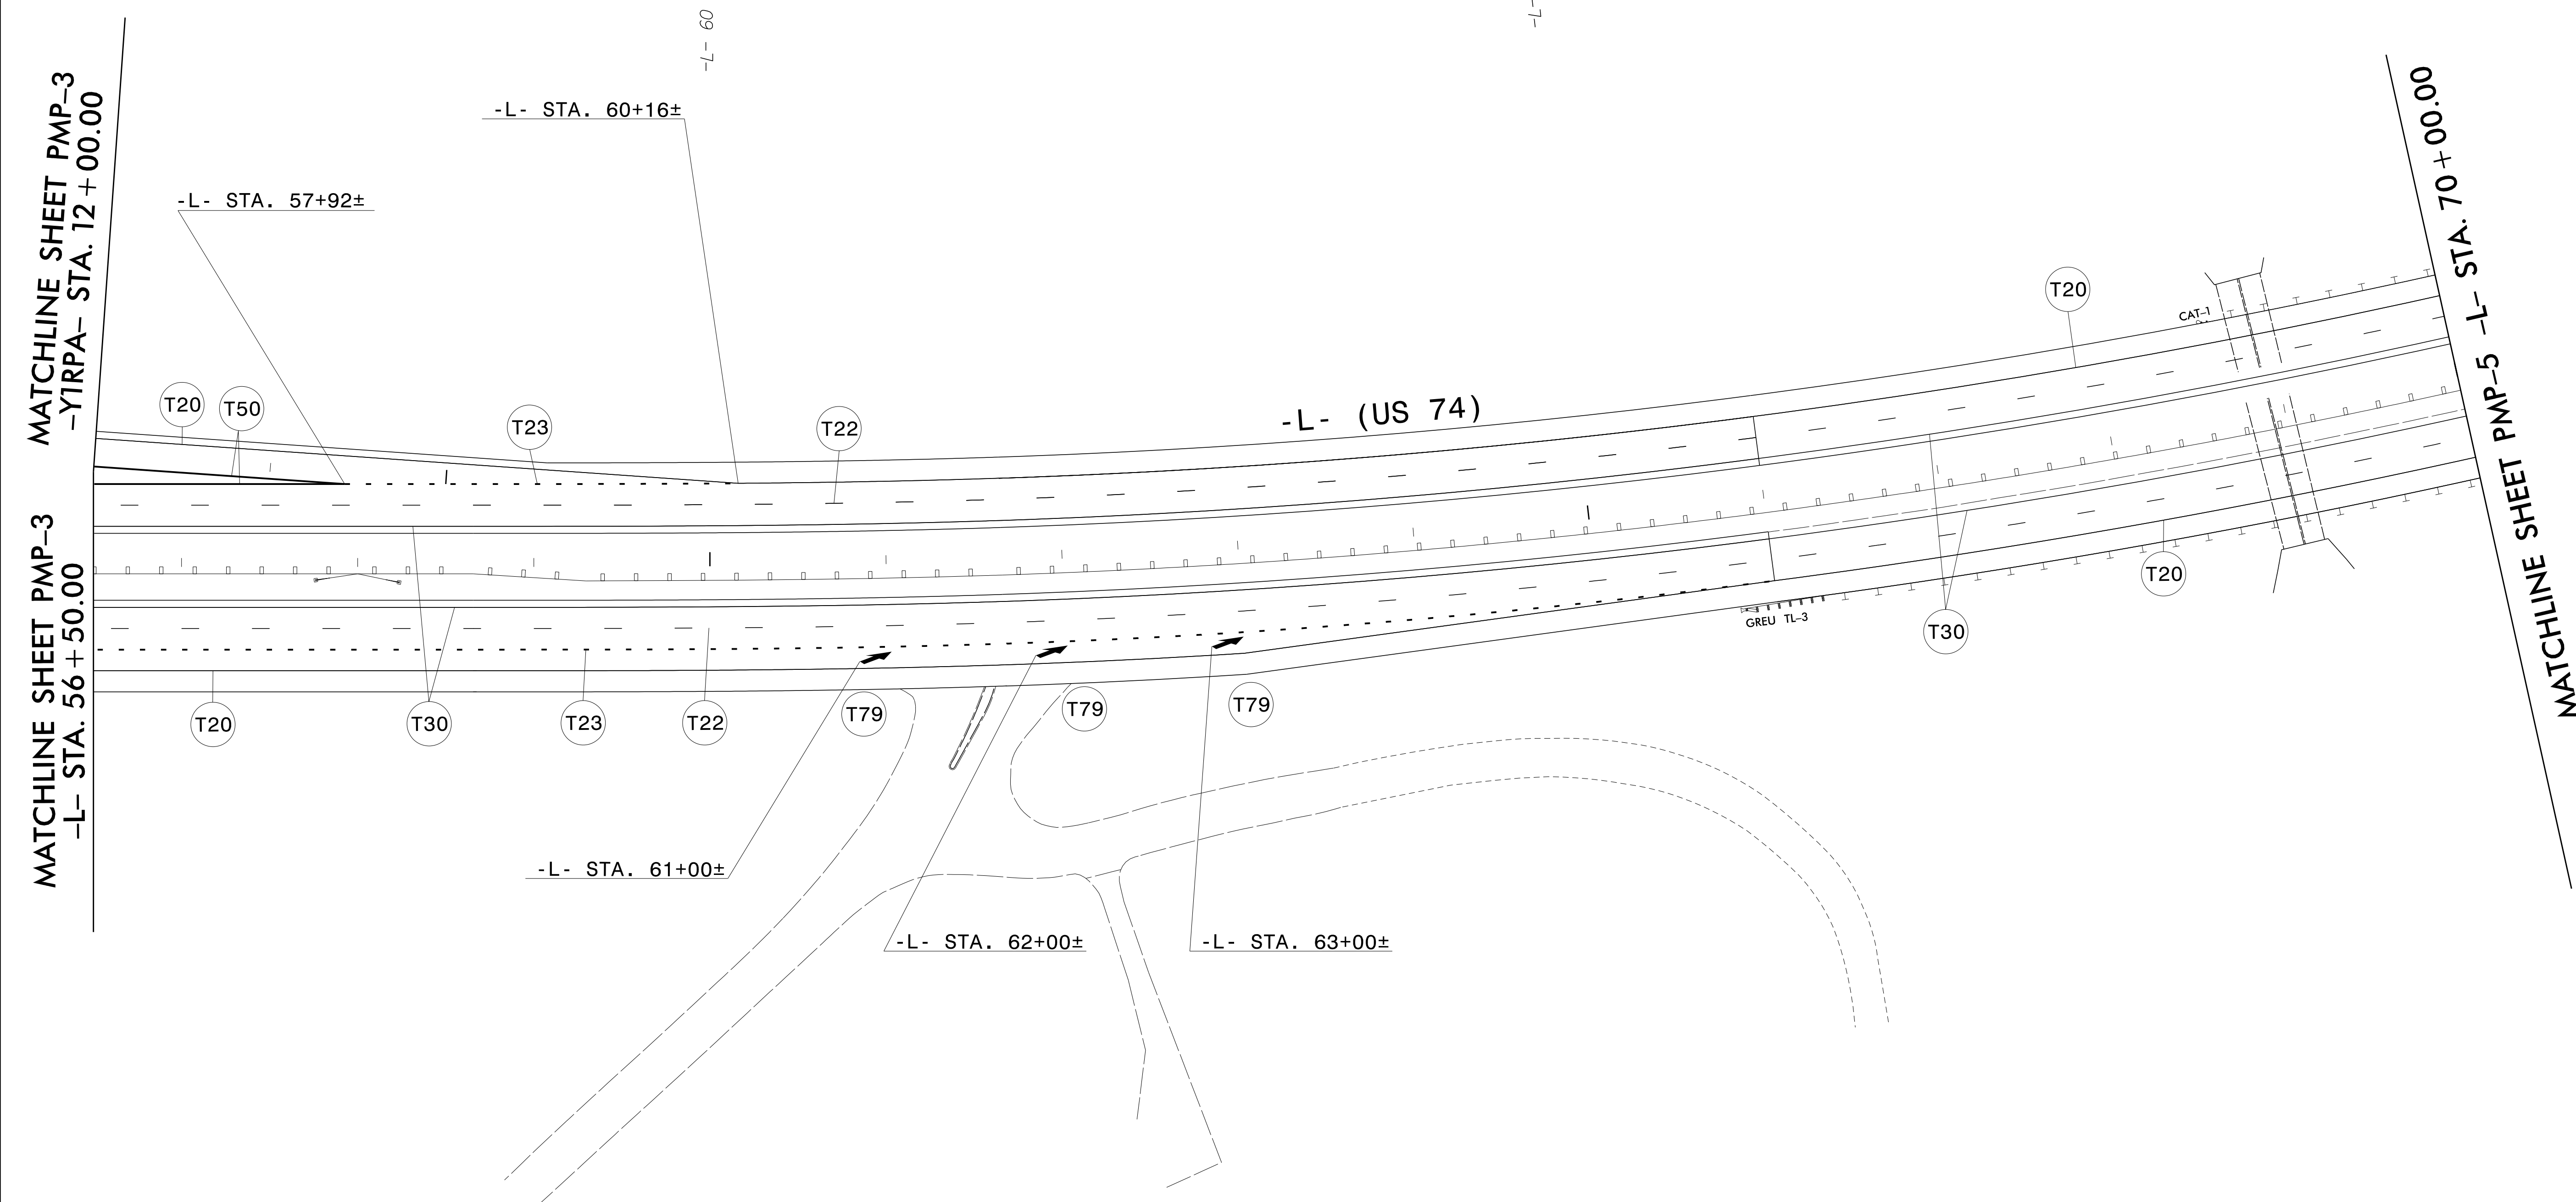 MATCHLINE SHEET PMP-3
-Y1RPA- STA. 12+00.00
MATCHLINE SHEET PMP-3
-L- STA. 56+50.00
60 -L-
-L-
-L- STA. 60+16±
-L- STA. 57+92±
T20
T50
T23
T22
-L- (US 74)
T20
CAT-1
MATCHLINE SHEET PMP-5 -L- STA. 70+00.00
GREU TL-3
T20
T30
T23
T22
T79
T79
T79
T30
T20
-L- STA. 61+00±
-L- STA. 62+00±
-L- STA. 63+00±